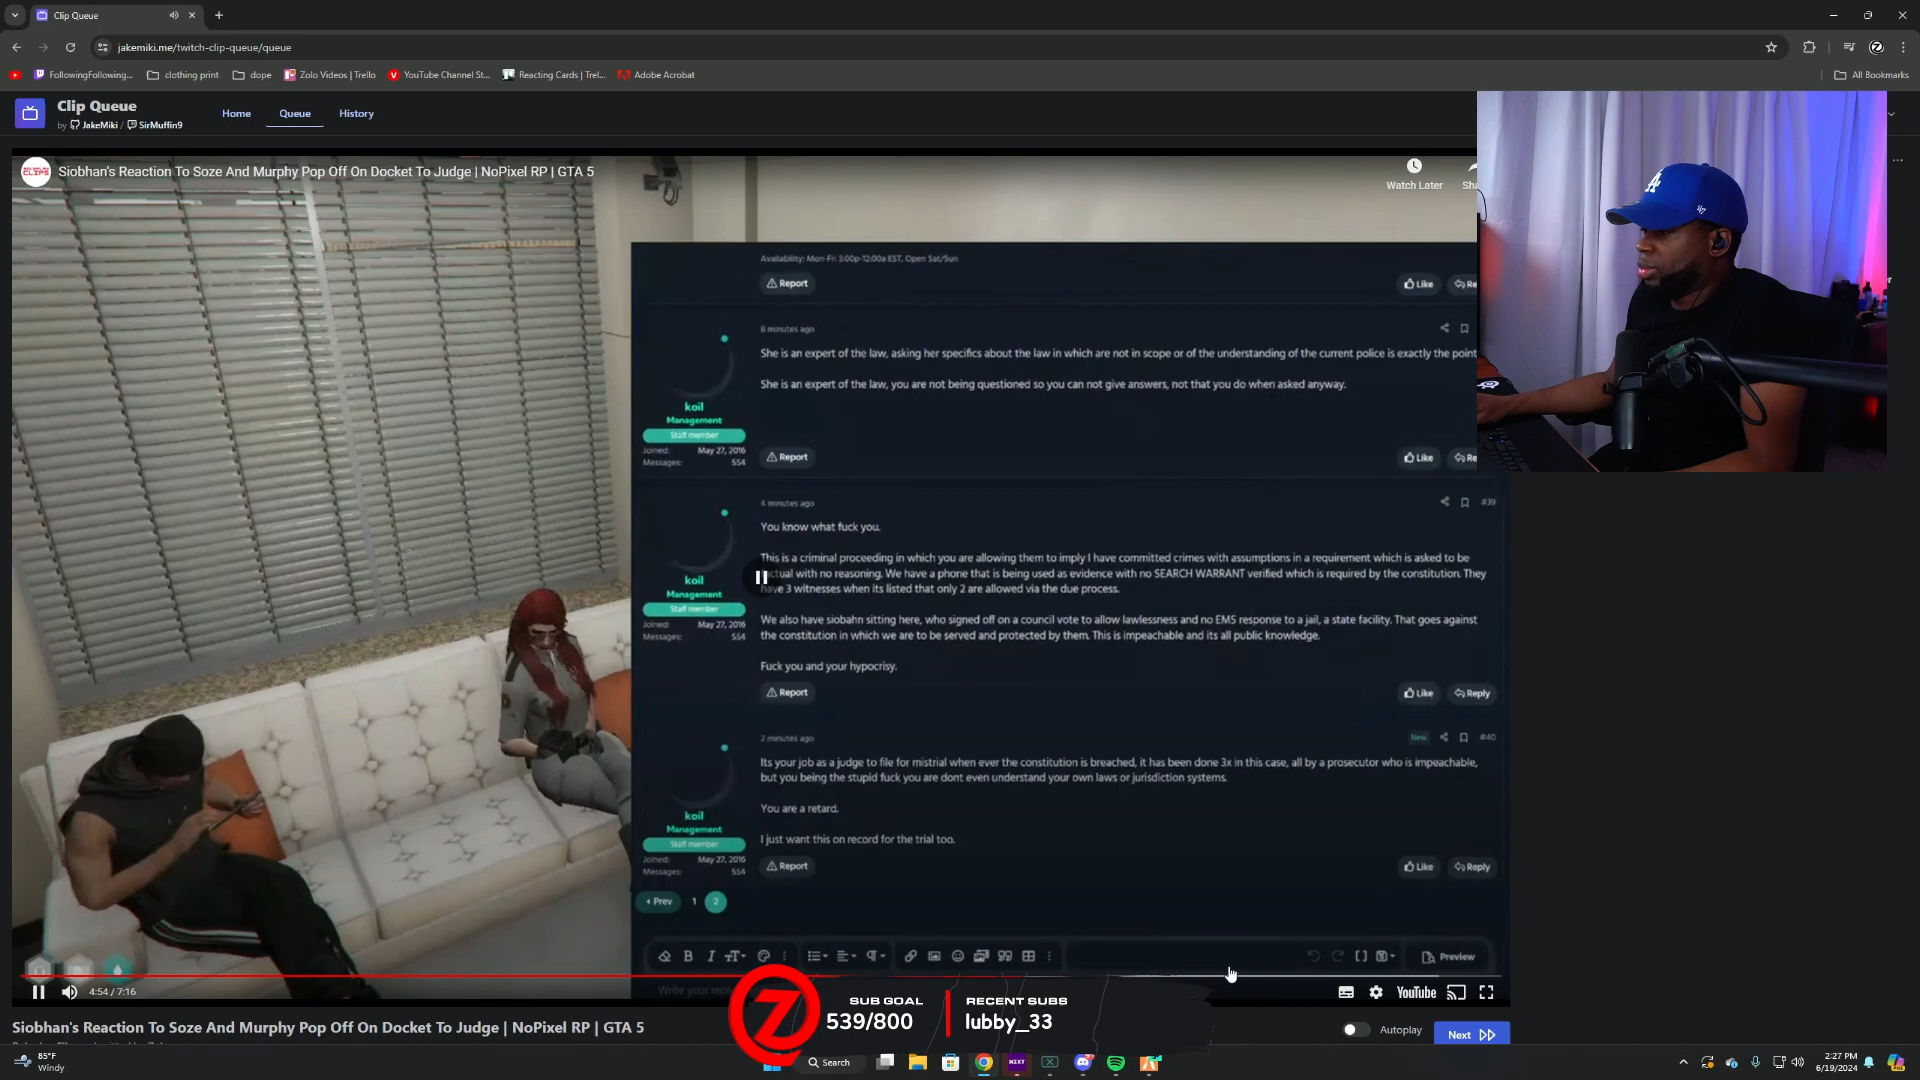 Clip Queue
jakemiki.me/twitch-clip-queue/queue
FollowingFollowing...
clothing print
dope
Zolo Videos | Trello
YouTube Channel St...
Reacting Cards | Trel...
Adobe Acrobat
All Bookmarks
Clip Queue
by JakeMiki / SirMuffin9
Home
Queue
History
CLIPS
Siobhan's Reaction To Soze And Murphy Pop Off On Docket To Judge | NoPixel RP | GTA 5
Watch Later
Sha
Availability: Mon-Fri 3:00p-12:00a EST, Open Sat/Sun
Report
Like
Re
8 minutes ago
She is an expert of the law, asking her specifics about the law in which are not in scope or of the understanding of the current police is exactly the point
She is an expert of the law, you are not being questioned so you can not give answers, not that you do when asked anyway.
koil
Management
Staff member
Joined: May 27, 2016
Messages: 554
Report
Like
Re
4 minutes ago
#39
You know what fuck you.
This is a criminal proceeding in which you are allowing them to imply I have committed crimes with assumptions in a requirement which is asked to be
ctual with no reasoning. We have a phone that is being used as evidence with no SEARCH WARRANT verified which is required by the constitution. They
have 3 witnesses when its listed that only 2 are allowed via the due process.
We also have siobahn sitting here, who signed off on a council vote to allow lawlessness and no EMS response to a jail, a state facility. That goes against
the constitution in which we are to be served and protected by them. This is impeachable and its all public knowledge.
Fuck you and your hypocrisy.
koil
Management
Staff member
Joined: May 27, 2016
Messages: 554
Report
Like
Reply
2 minutes ago
New
#40
Its your job as a judge to file for mistrial when ever the constitution is breached, it has been done 3x in this case, all by a prosecutor who is impeachable,
but you being the stupid fuck you are dont even understand your own laws or jurisdiction systems.
You are a retard.
I just want this on record for the trial too.
koil
Management
Staff member
Joined: May 27, 2016
Messages: 554
Report
Like
Reply
Prev
1
2
Preview
Write your reply
4:54 / 7:16
YouTube
SUB GOAL
539/800
RECENT SUBS
lubby_33
Siobhan's Reaction To Soze And Murphy Pop Off On Docket To Judge | NoPixel RP | GTA 5
Autoplay
Next
85°F
Windy
Search
2:27 PM
6/19/2024